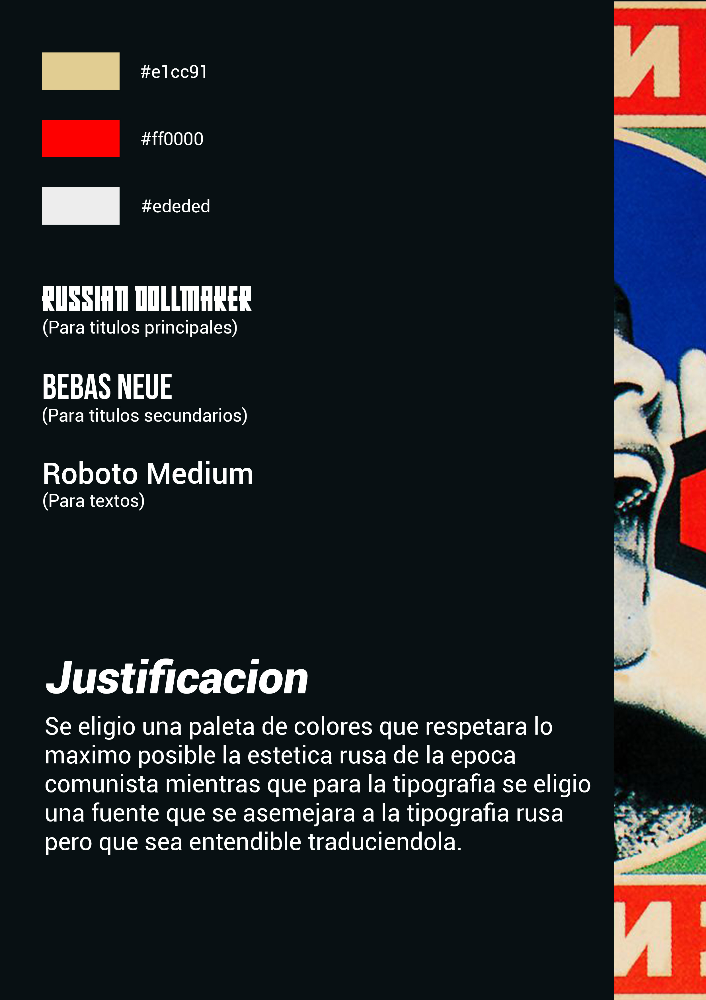 И
#e1cc91
#ff0000
#ededed
RUSSIAN DOLLMAKER
(Para titulos principales)
BEBAS NEUE
(Para titulos secundarios)
Roboto Medium
(Para textos)
Justificacion
Se eligio una paleta de colores que respetara lo
maximo posible la estetica rusa de la epoca
comunista mientras que para la tipografia se eligio
una fuente que se asemejara a la tipografia rusa
pero que sea entendible traduciendola.
И